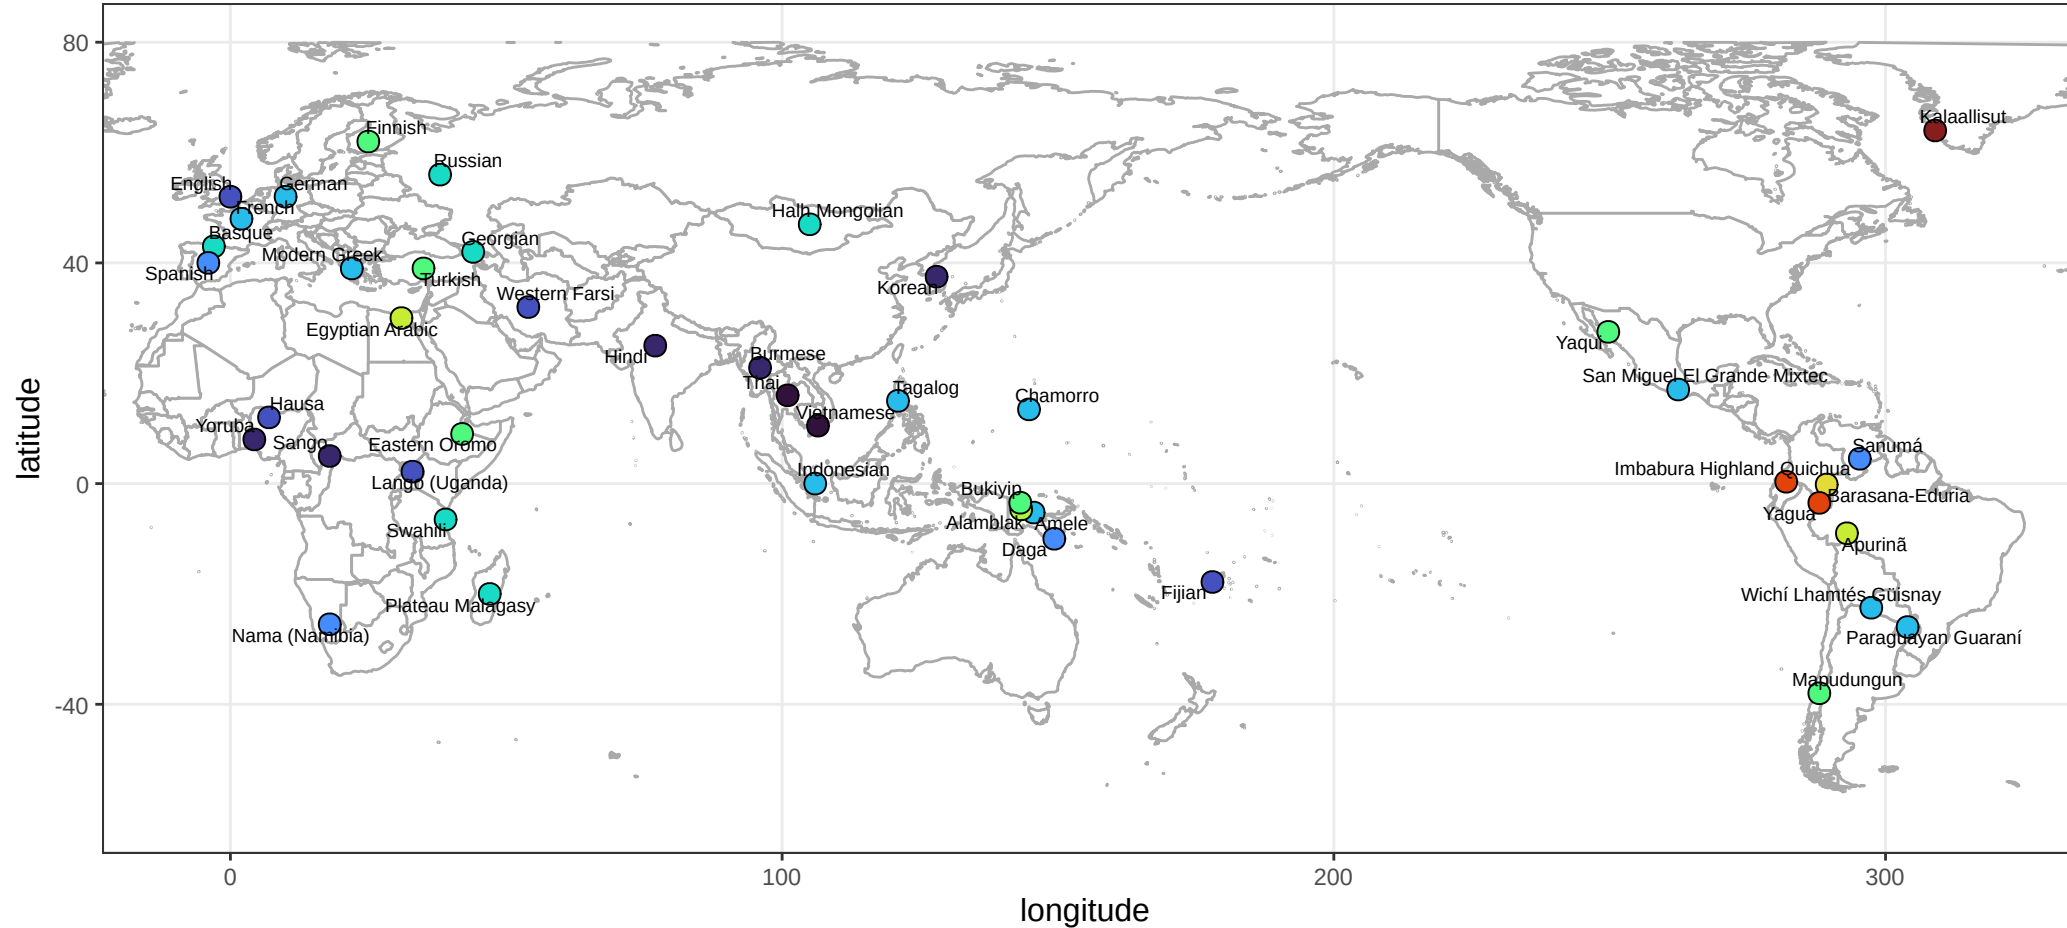 80
Kalaallisut
Finnish
Russian
English
German
French
Halh Mongolian
Basque
Georgian
Modern Greek
40
Spanish
Turkish
Korean
Western Farsi
Egyptian Arabic
Yaqui
Hindi
Burmese
Thai
San Miguel El Grande Mixtec
Tagalog
Chamorro
Hausa
Vietnamese
Yoruba
Sango
Eastern Oromo
Sanumá
Indonesian
Imbabura Highland Quichua
0
Lango (Uganda)
Bukiyip
Barasana-Eduria
Yagua
Alamblak
Amele
Swahili
Apurinã
Daga
Fijian
Wichí Lhamtés Güisnay
Plateau Malagasy
Nama (Namibia)
Paraguayan Guaraní
Mapudungun
-40
0
100
200
300
longitude
latitude